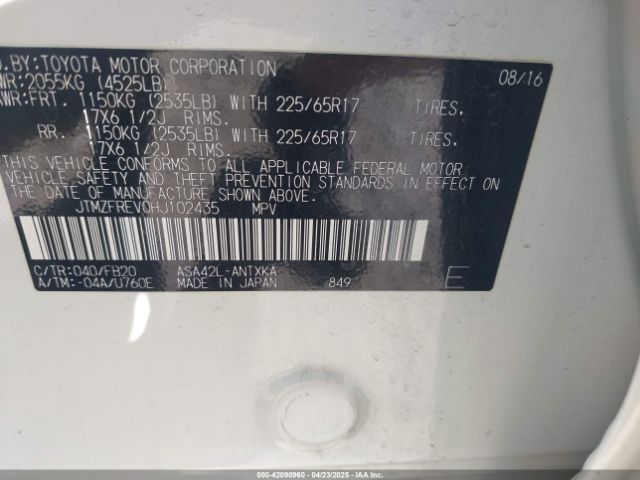 D.BY:TOYOTA MOTOR CORPORATION 08/16
WR:2055KG (4525LB)
WR:FRT. 1150KG (2535LB) WITH 225/65R17 TIRES.
17X6 1/2J RIMS.
RR. 1150KG (2535LB) WITH 225/65R17 TIRES.
17X6 1/2J RIMS.
THIS VEHICLE CONFORMS TO ALL APPLICABLE FEDERAL MOTOR
VEHICLE SAFETY AND THEFT PREVENTION STANDARDS IN EFFECT ON
THE DATE OF MANUFACTURE SHOWN ABOVE.
JTMZFREV0HJ102435 MPV
C/TR:040/FB20 ASA42L-ANTXKA
A/TM:-04A/U760E MADE IN JAPAN 849 E
000-42098960 - 04/23/2025 - IAAI.COM